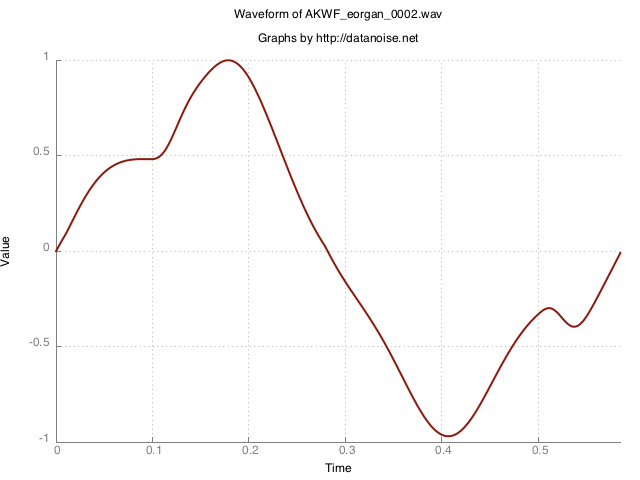 Waveform of AKWF_eorgan_0002.wav
Graphs by http://datanoise.net
1
0.5
0
-0.5
-1
Value
0
0.1
0.2
0.3
0.4
0.5
Time